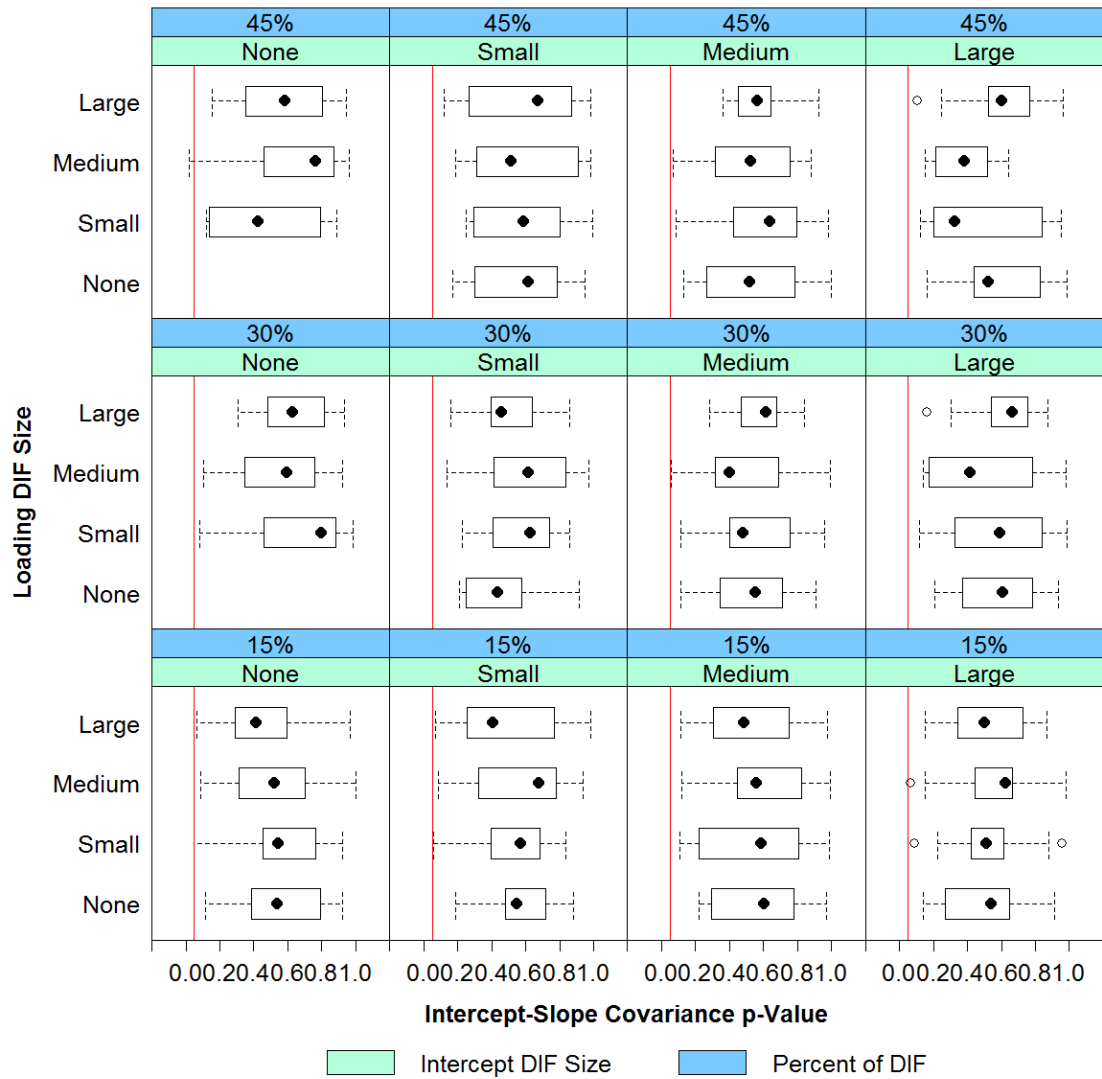 45% 45% 45% 45%
None Small Medium Large
Large
Medium
Small
None
30% 30% 30% 30%
None Small Medium Large
Large
Medium
Small
None
15% 15% 15% 15%
None Small Medium Large
Large
Medium
Small
None
Loading DIF Size
0.00.20.40.60.81.0 0.00.20.40.60.81.0 0.00.20.40.60.81.0 0.00.20.40.60.81.0
Intercept-Slope Covariance p-Value
Intercept DIF Size Percent of DIF